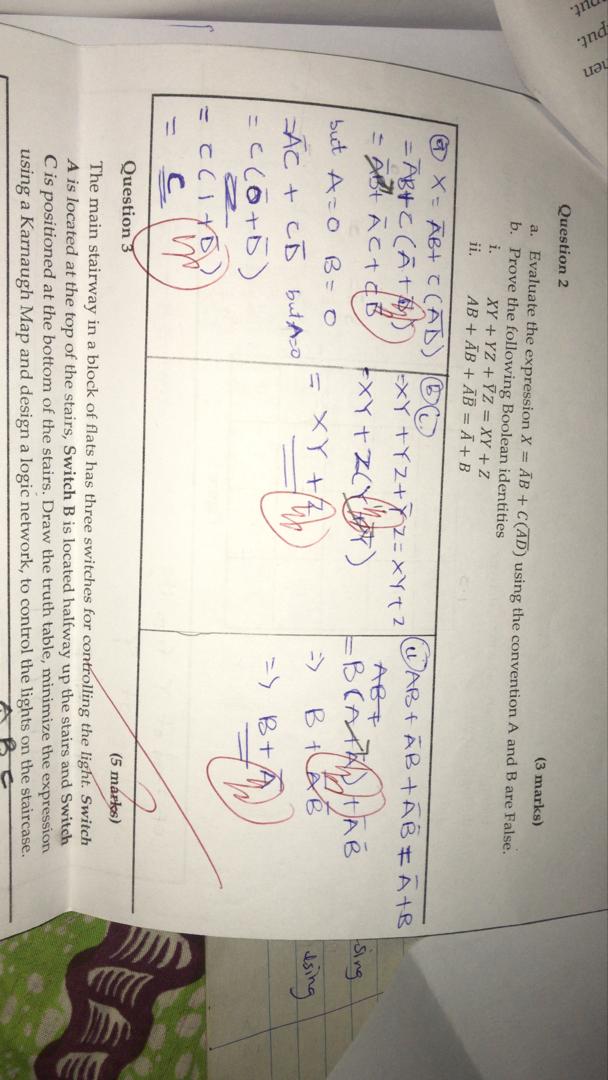 hen
put.
put.
Question 2
(3 marks)
a. Evaluate the expression X = ĀB + C(A̅D̅) using the convention A and B are False.
b. Prove the following Boolean identities
i. XY + YZ + ȲZ = XY + Z
ii. AB + ĀB + ĀB̄ = Ā + B
(a) X = ĀB + C(A̅D̅)
= ĀB + C(Ā + D̄)
= ĀB + ĀC + CD̄
but A=0 B=0
=ĀC + CD̄ but A=0
= C(0̄+D̄)
= C(1+D̄)
= C
(b)(i)
=XY + YZ + ȲZ = XY + Z
=XY + Z(Y+Ȳ)
= XY + Z
(ii) AB + ĀB + ĀB̄ = Ā+B
AB +
=B(A+Ā) + ĀB̄
=> B + ĀB̄
=> B + Ā
sing
using
Question 3
(5 marks)
The main stairway in a block of flats has three switches for controlling the light. Switch
A is located at the top of the stairs, Switch B is located halfway up the stairs and Switch
C is positioned at the bottom of the stairs. Draw the truth table, minimize the expression
using a Karnaugh Map and design a logic network, to control the lights on the staircase.
A B C